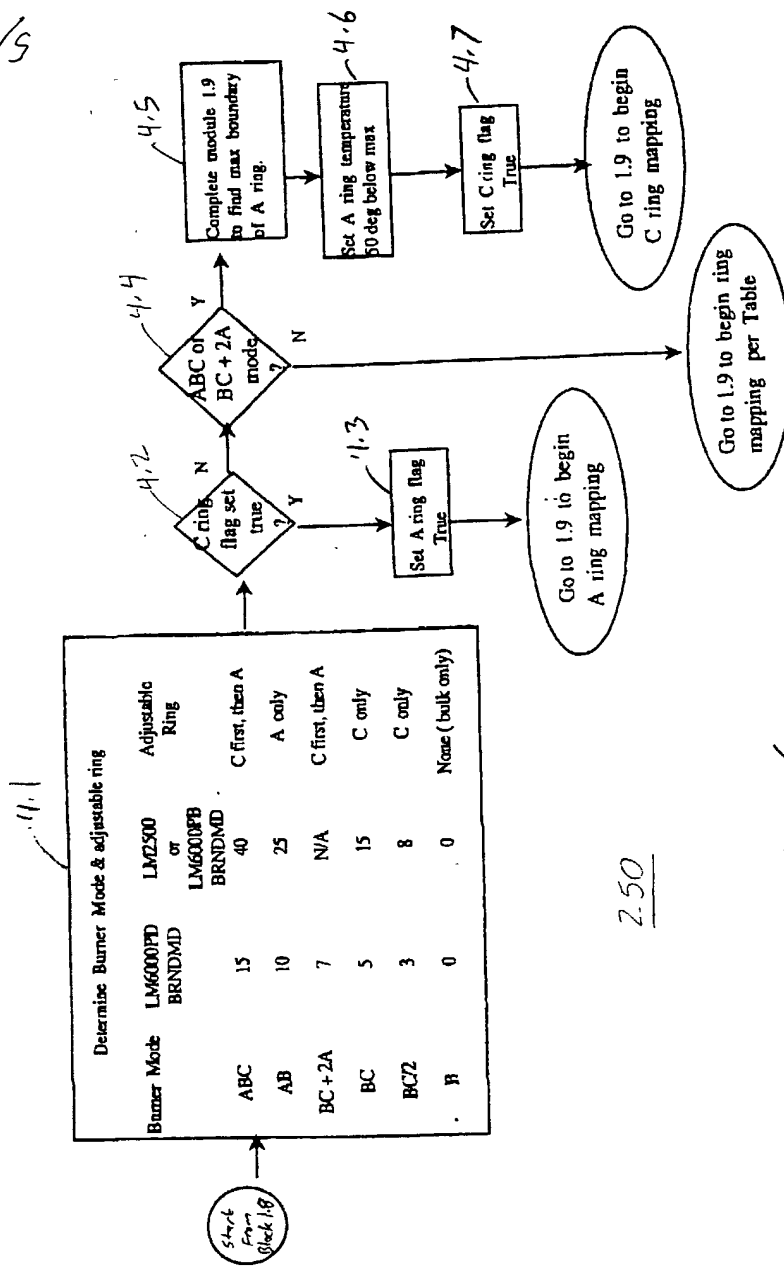 5/
Start
From
Block 1.8
4.1
Determine Burner Mode & adjustable ring
Burner Mode LM6000PD BRNDMD LM2500 or LM6000PB BRNDMD Adjustable Ring
ABC 15 40 C first, then A
AB 10 25 A only
BC + 2A 7 N/A C first, then A
BC 5 15 C only
BC/2 3 8 C only
B 0 0 None ( bulk only)
4.2
C ring
flag set
true
?
N
Y
4.3
Set A ring flag
True
Go to 1.9 to begin
A ring mapping
4.4
ABC or
BC + 2A
mode
?
Y
N
Go to 1.9 to begin ring
mapping per Table
4.5
Complete module 1.9
to find max boundary
of A ring.
4.6
Set A ring temperature
50 deg below max
4.7
Set C ring flag
True
Go to 1.9 to begin
C ring mapping
250